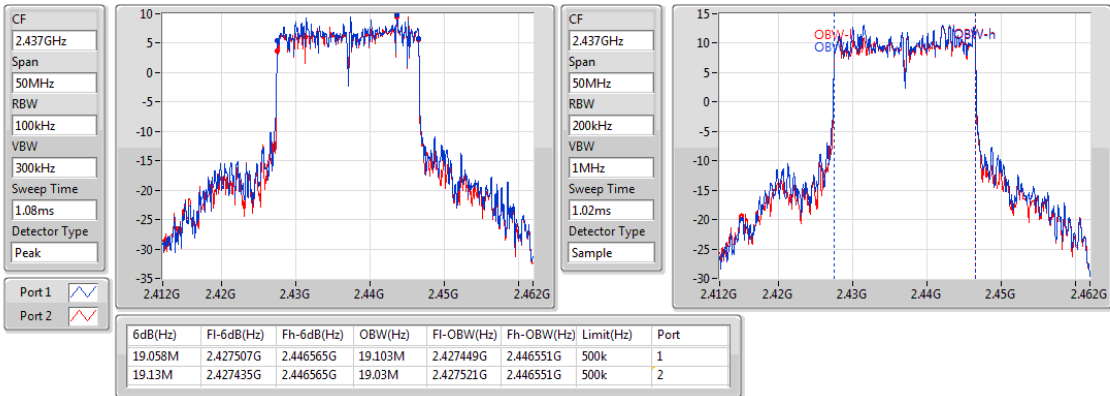 CF
2.437GHz
Span
50MHz
RBW
100kHz
VBW
300kHz
Sweep Time
1.08ms
Detector Type
Peak
Port 1
Port 2
10
5
0
-5
-10
-15
-20
-25
-30
-35
2.412G 2.42G 2.43G 2.44G 2.45G 2.462G
CF
2.437GHz
Span
50MHz
RBW
200kHz
VBW
1MHz
Sweep Time
1.02ms
Detector Type
Sample
15
10
5
0
-5
-10
-15
-20
-25
-30
OBW-h
2.412G 2.42G 2.43G 2.44G 2.45G 2.462G
6dB(Hz) Fl-6dB(Hz) Fh-6dB(Hz) OBW(Hz) Fl-OBW(Hz) Fh-OBW(Hz) Limit(Hz) Port
19.058M 2.427507G 2.446565G 19.103M 2.427449G 2.446551G 500k 1
19.13M 2.427435G 2.446565G 19.03M 2.427521G 2.446551G 500k 2